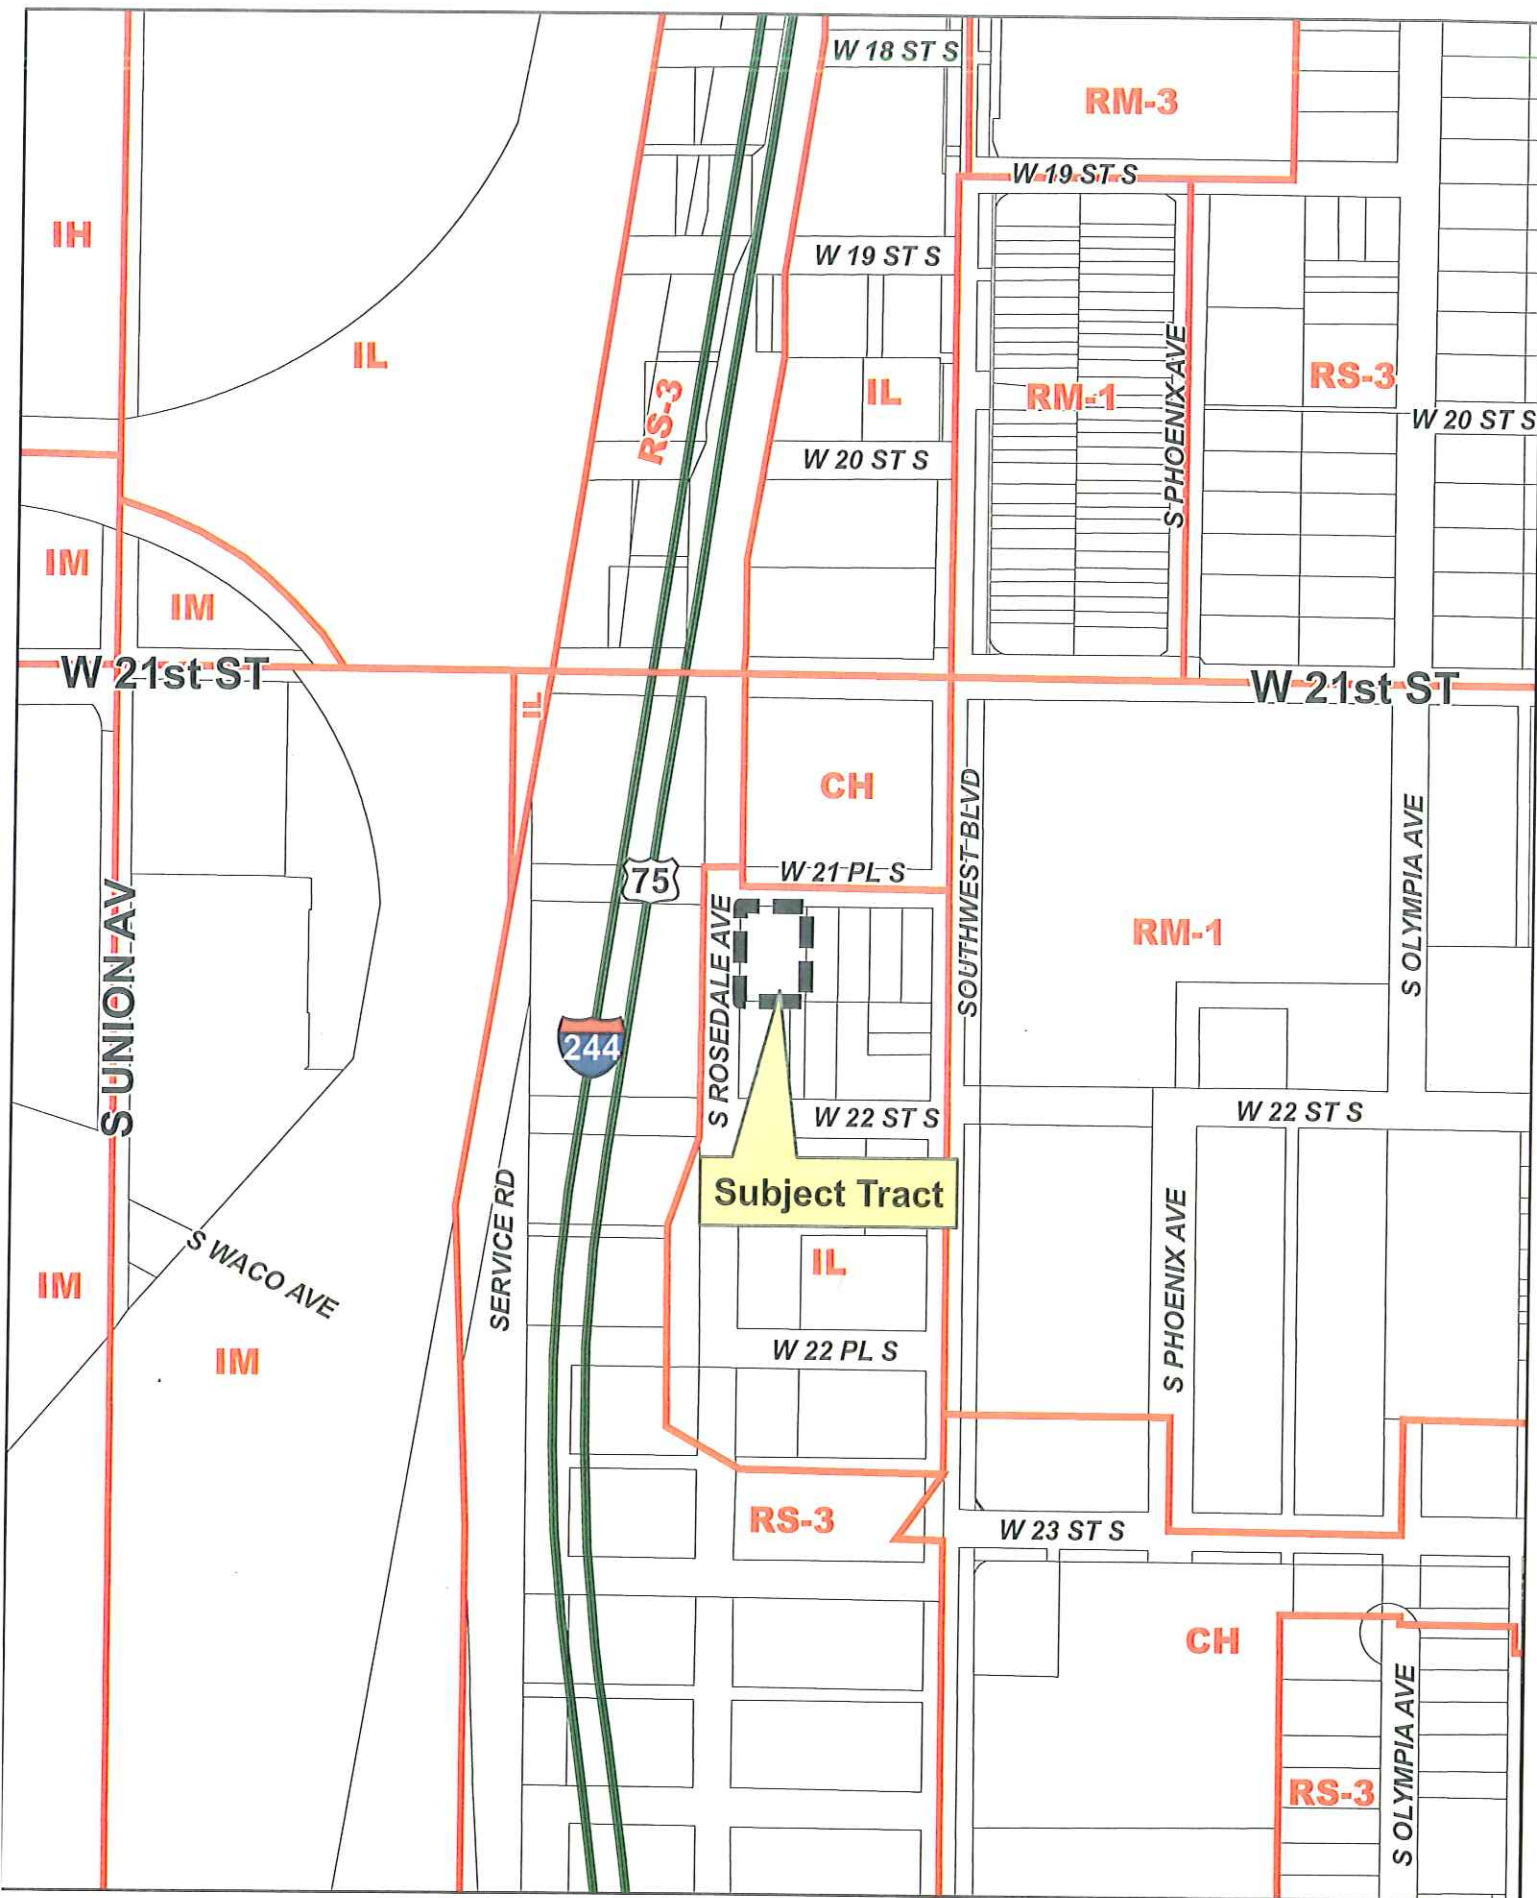 W 18 ST S
RM-3
W 19 ST S
IH
W 19 ST S
IL
S PHOENIX AVE
RS-3
RS-3
IL
RM-1
W 20 ST S
W 20 ST S
IM
IM
W 21st ST
W 21st ST
IL
CH
SOUTHWEST BLVD
S OLYMPIA AVE
W 21 PL S
75
S UNION AV
S ROSEDALE AVE
RM-1
244
W 22 ST S
W 22 ST S
Subject Tract
SERVICE RD
S WACO AVE
S PHOENIX AVE
IL
IM
W 22 PL S
IM
RS-3
W 23 ST S
CH
S OLYMPIA AVE
RS-3